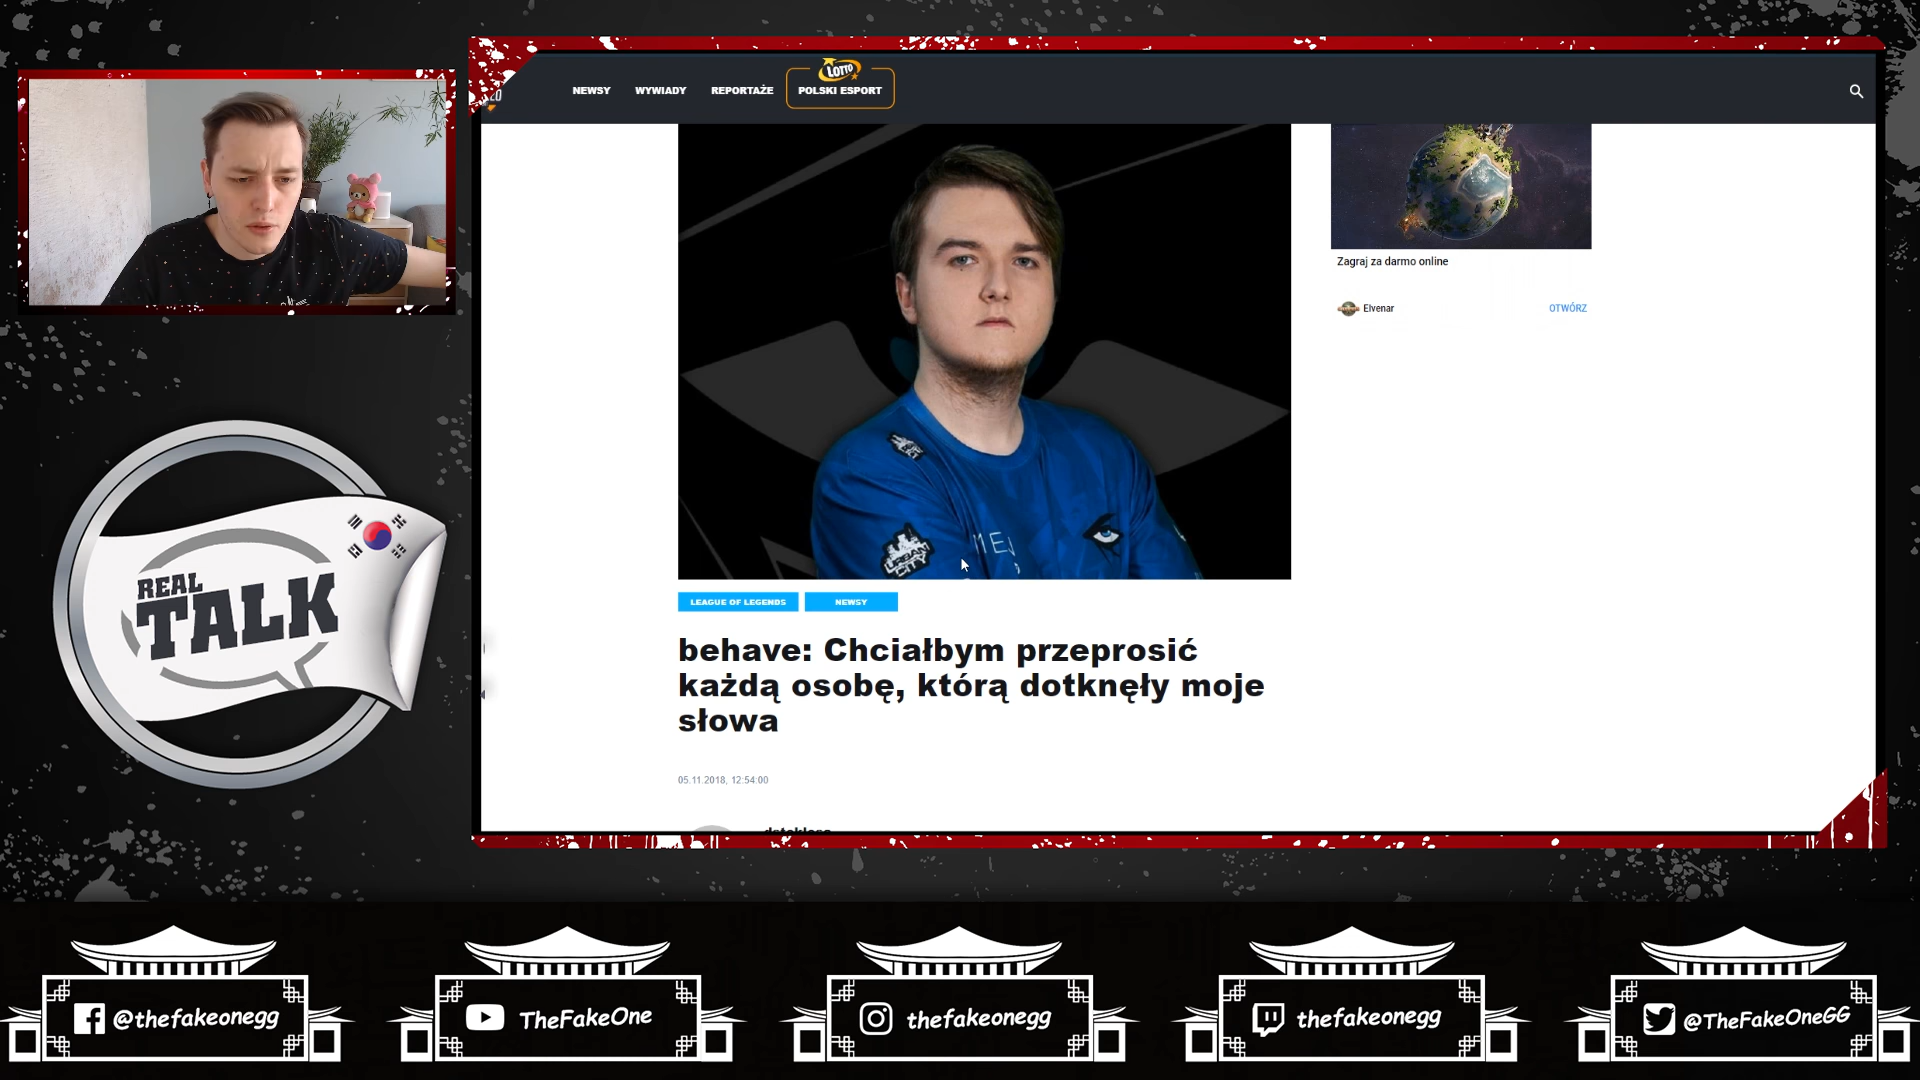 NEWSY
WYWIADY
REPORTAŻE
LOTTO
POLSKI ESPORT
Zagraj za darmo online
Elvenar
OTWÓRZ
URBAN
CITY
LEAGUE OF LEGENDS
NEWSY
behave: Chciałbym przeprosić
każdą osobę, którą dotknęły moje
słowa
05.11.2018, 12:54:00
REAL
TALK
@thefakeonegg
TheFakeOne
thefakeonegg
thefakeonegg
@TheFakeOneGG